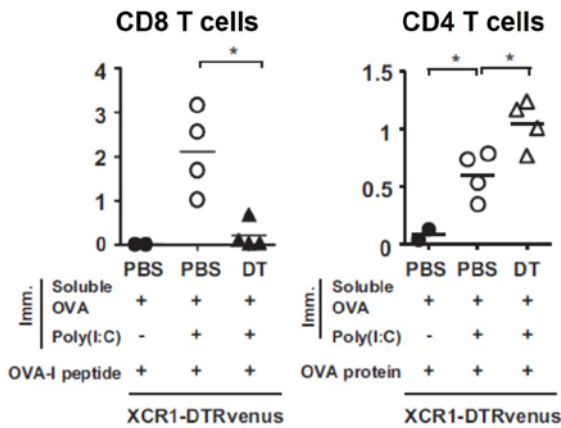 CD8 T cells
CD4 T cells
*
* *
4
3
2
1
0
1.5
1
0.5
0
PBS PBS DT
PBS PBS DT
Imm.
Soluble
OVA + + +
Poly(I:C) - + +
OVA-I peptide + + +
XCR1-DTRvenus
Imm.
Soluble
OVA + + +
Poly(I:C) - + +
OVA protein + + +
XCR1-DTRvenus